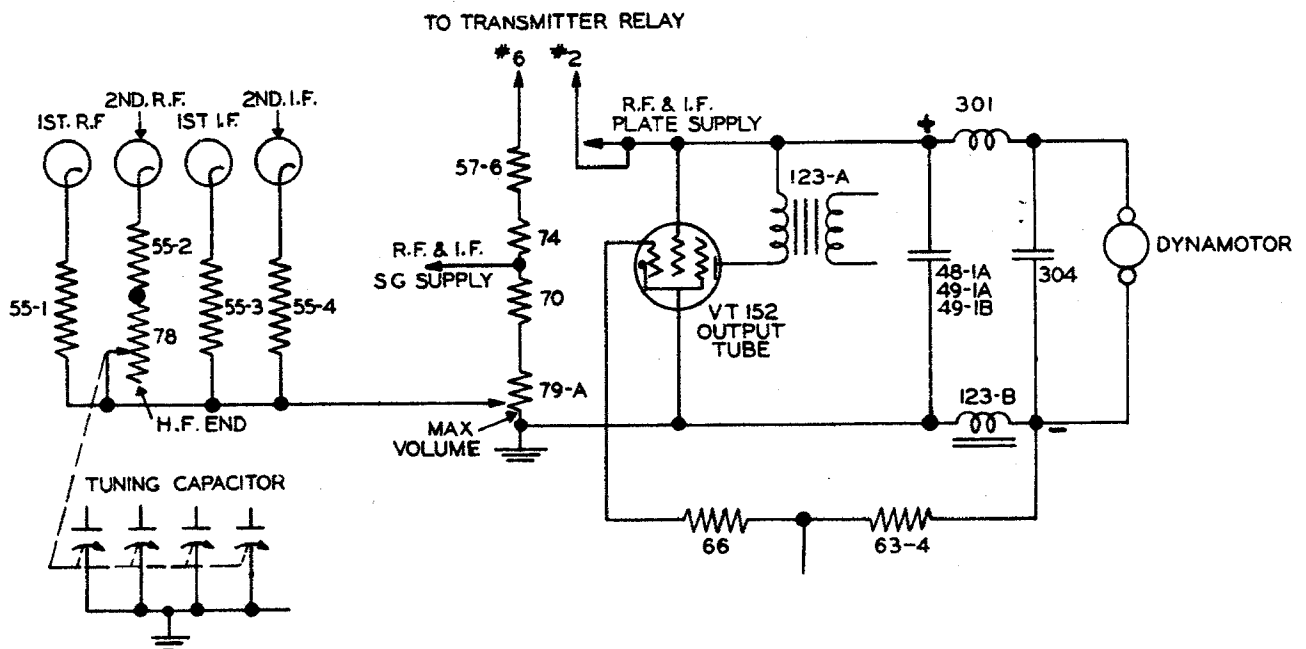 TO TRANSMITTER RELAY
#6 #2
2ND. R.F. 2ND. I.F.
1ST. R.F 1ST I.F.
R.F. & I.F.
PLATE SUPPLY
+
301
57-6
123-A
55-2
74
R.F. & I.F.
SG SUPPLY
DYNAMOTOR
55-1
55-3
55-4
70
48-1A
49-1A
49-1B
304
78
VT 152
OUTPUT
TUBE
79-A
123-B
H.F. END
MAX
VOLUME
-
TUNING CAPACITOR
66
63-4